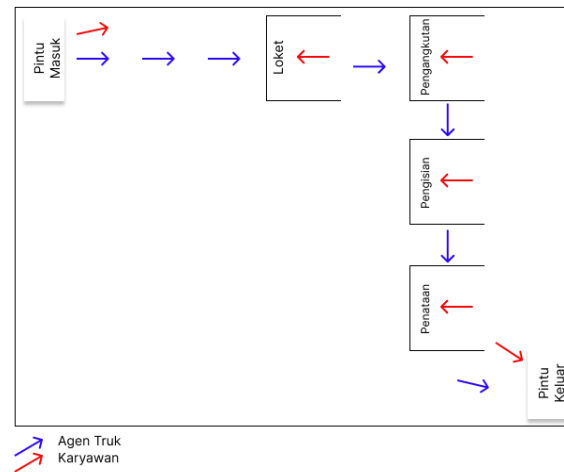 Pintu
Masuk
Loket
Pengangkutan
Pengisian
Penataan
Pintu
Keluar
Agen Truk
Karyawan